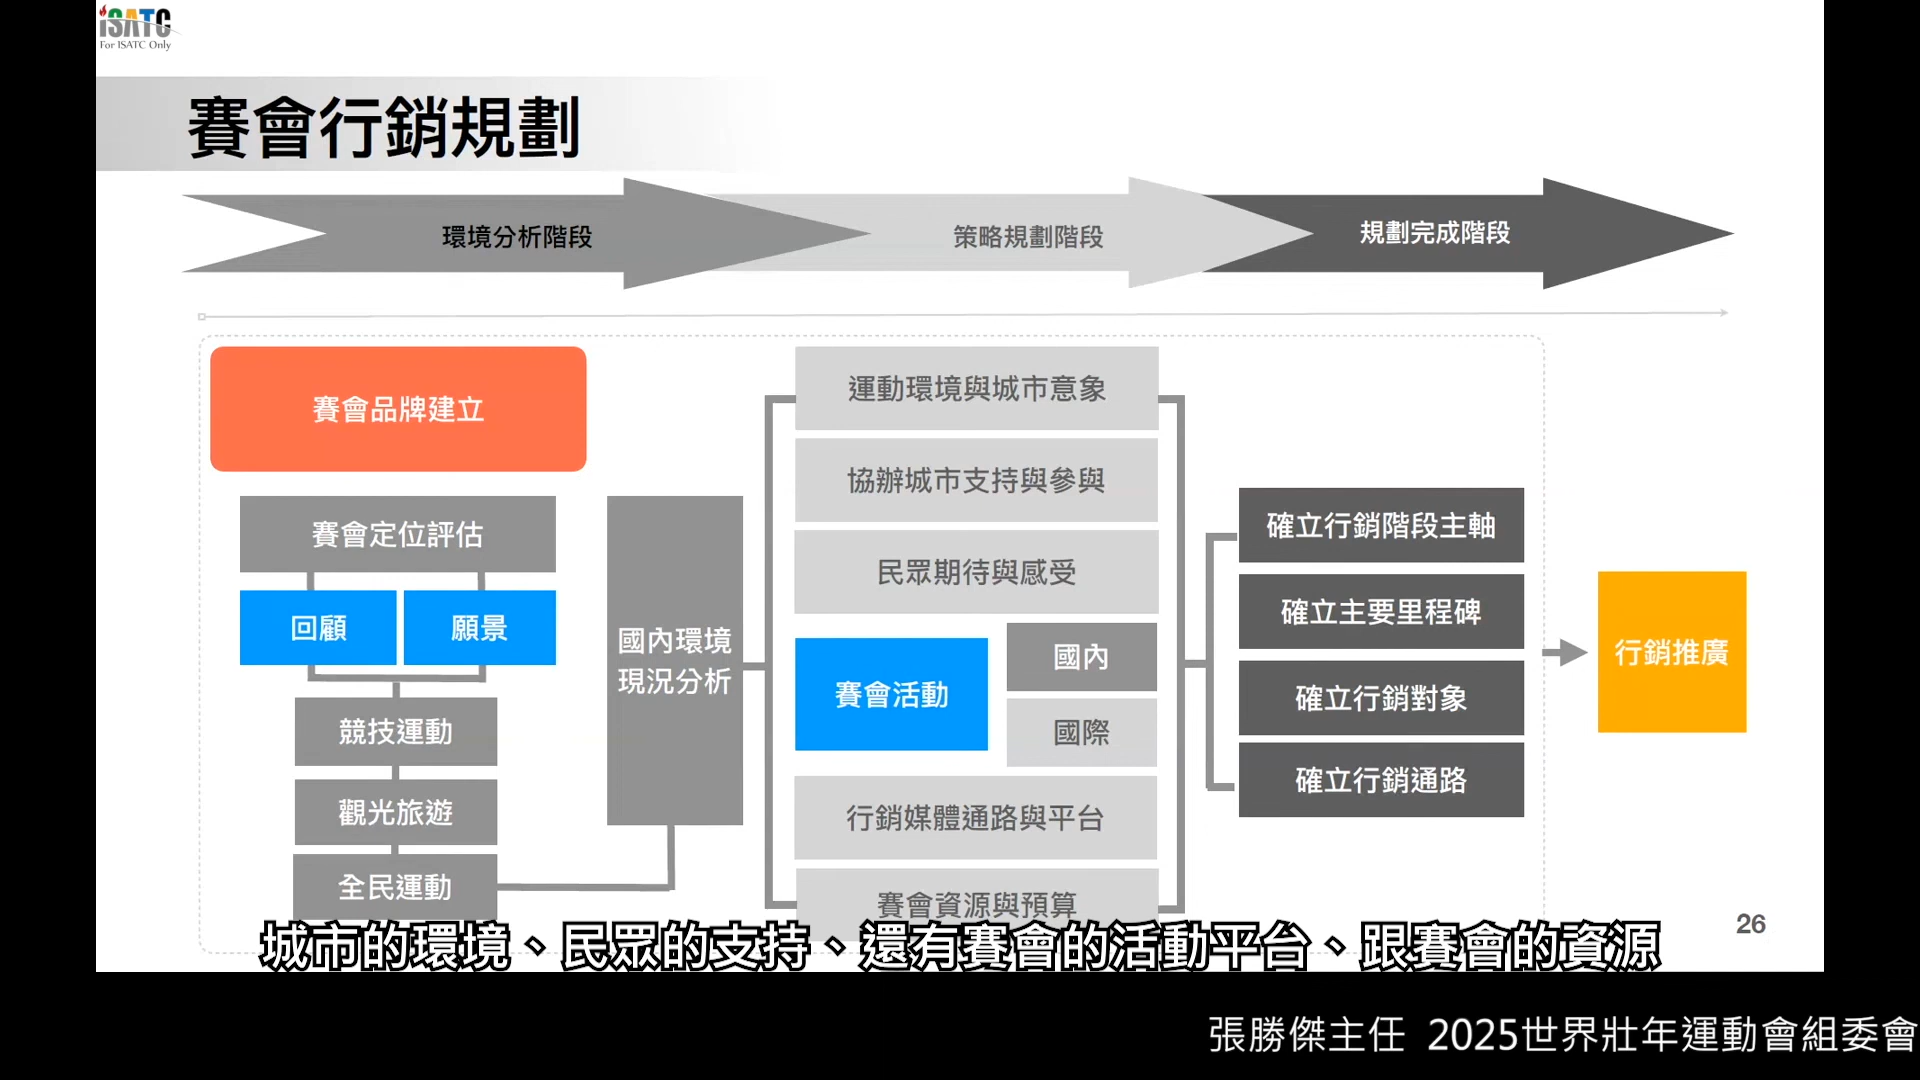 iSATC
For ISATC Only
賽會行銷規劃
環境分析階段
策略規劃階段
規劃完成階段
賽會品牌建立
賽會定位評估
回顧
願景
競技運動
觀光旅遊
全民運動
國內環境
現況分析
運動環境與城市意象
協辦城市支持與參與
民眾期待與感受
賽會活動
國內
國際
行銷媒體通路與平台
賽會資源與預算
確立行銷階段主軸
確立主要里程碑
確立行銷對象
確立行銷通路
行銷推廣
26
城市的環境、民眾的支持、還有賽會的活動平台、跟賽會的資源
張勝傑主任 2025世界壯年運動會組委會